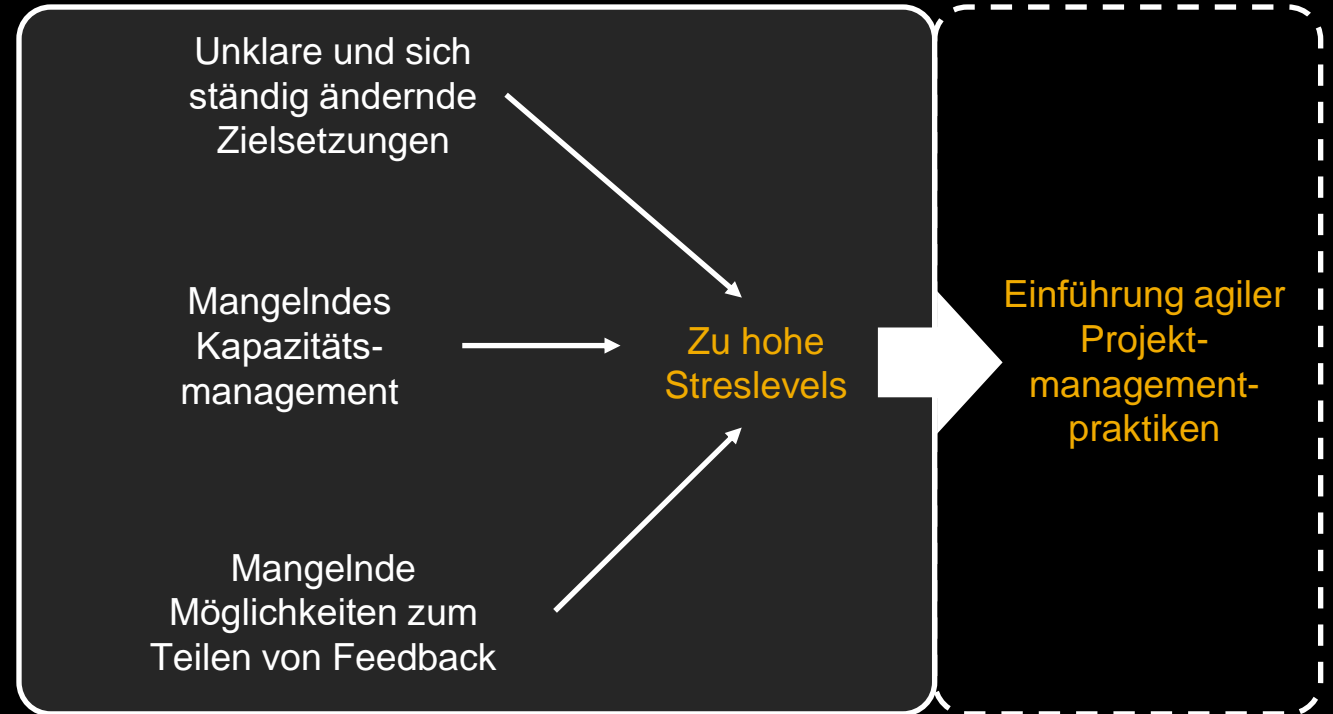 Unklare und sich
ständig ändernde
Zielsetzungen
Mangelndes
Kapazitäts-
management
Mangelnde
Möglichkeiten zum
Teilen von Feedback
Zu hohe
Streslevels
Einführung agiler
Projekt-
management-
praktiken